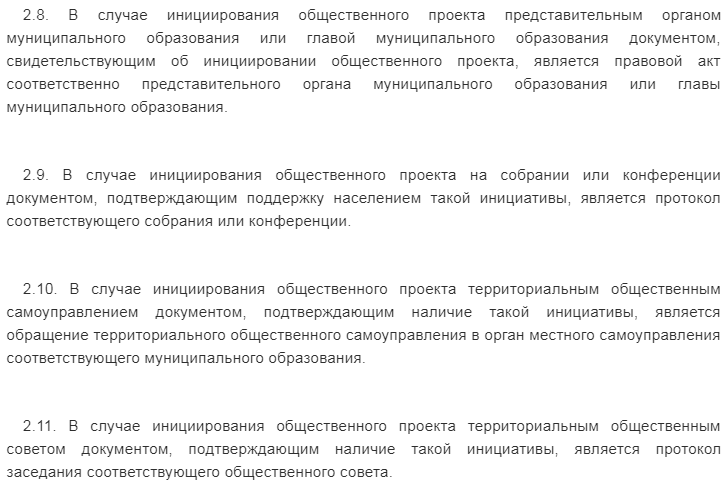 2.8. В случае инициирования общественного проекта представительным органом
муниципального образования или главой муниципального образования документом,
свидетельствующим об инициировании общественного проекта, является правовой акт
соответственно представительного органа муниципального образования или главы
муниципального образования.
2.9. В случае инициирования общественного проекта на собрании или конференции
документом, подтверждающим поддержку населением такой инициативы, является протокол
соответствующего собрания или конференции.
2.10. В случае инициирования общественного проекта территориальным общественным
самоуправлением документом, подтверждающим наличие такой инициативы, является
обращение территориального общественного самоуправления в орган местного самоуправления
соответствующего муниципального образования.
2.11. В случае инициирования общественного проекта территориальным общественным
советом документом, подтверждающим наличие такой инициативы, является протокол
заседания соответствующего общественного совета.